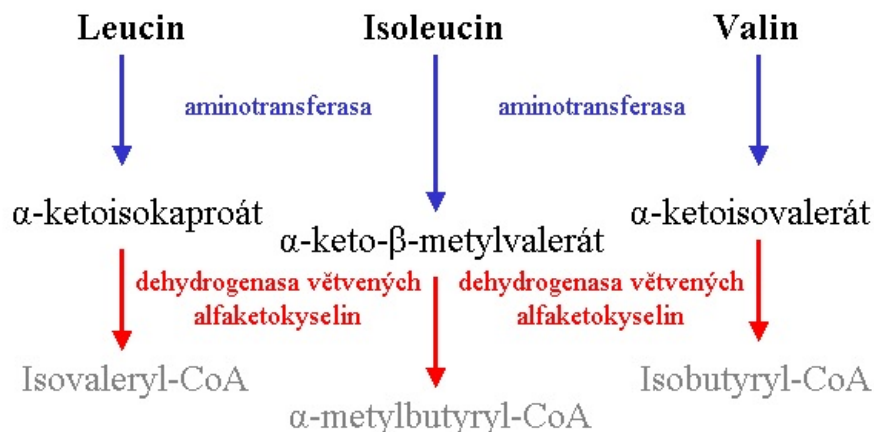 Leucin Isoleucin Valin
aminotransferasa aminotransferasa
α-ketoisokaproát α-keto-β-metylvalerát α-ketoisovalerát
dehydrogenasa větvených dehydrogenasa větvených
alfaketokyselin alfaketokyselin
Isovaleryl-CoA α-metylbutyryl-CoA Isobutyryl-CoA